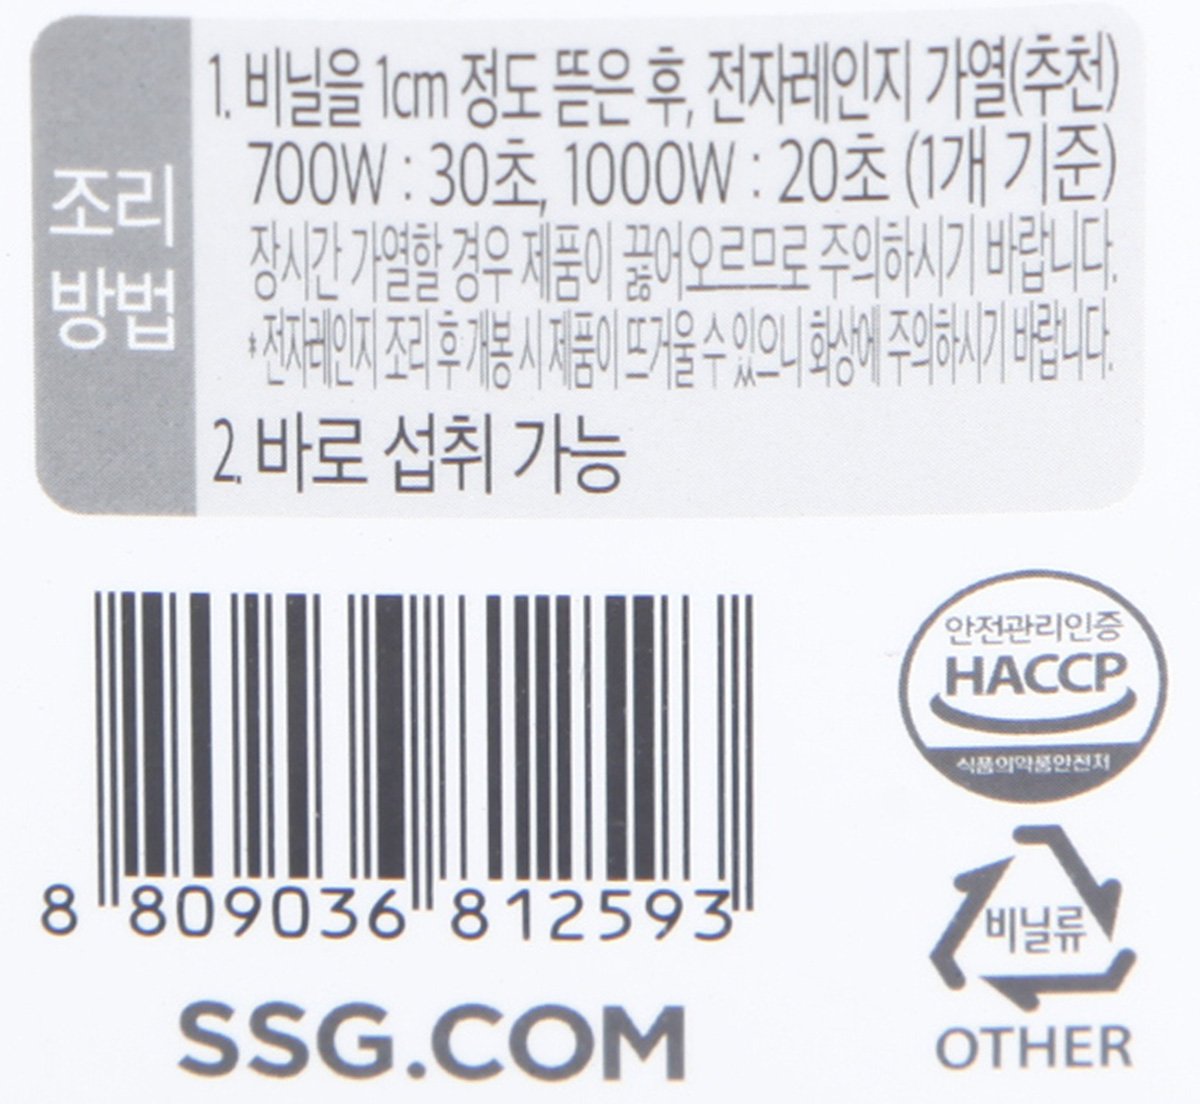 조리
방법
1. 비닐을 1cm 정도 뜯은 후, 전자레인지 가열(추천)
700W : 30초, 1000W : 20초 (1개 기준)
장시간 가열할 경우 제품이 끓어오르므로 주의하시기 바랍니다.
*전자레인지 조리 후 개봉 시 제품이 뜨거울 수 있으니 화상에 주의하시기 바랍니다.
2. 바로 섭취 가능
안전관리인증
HACCP
식품의약품안전처
8 809036 812593
비닐류
OTHER
SSG.COM